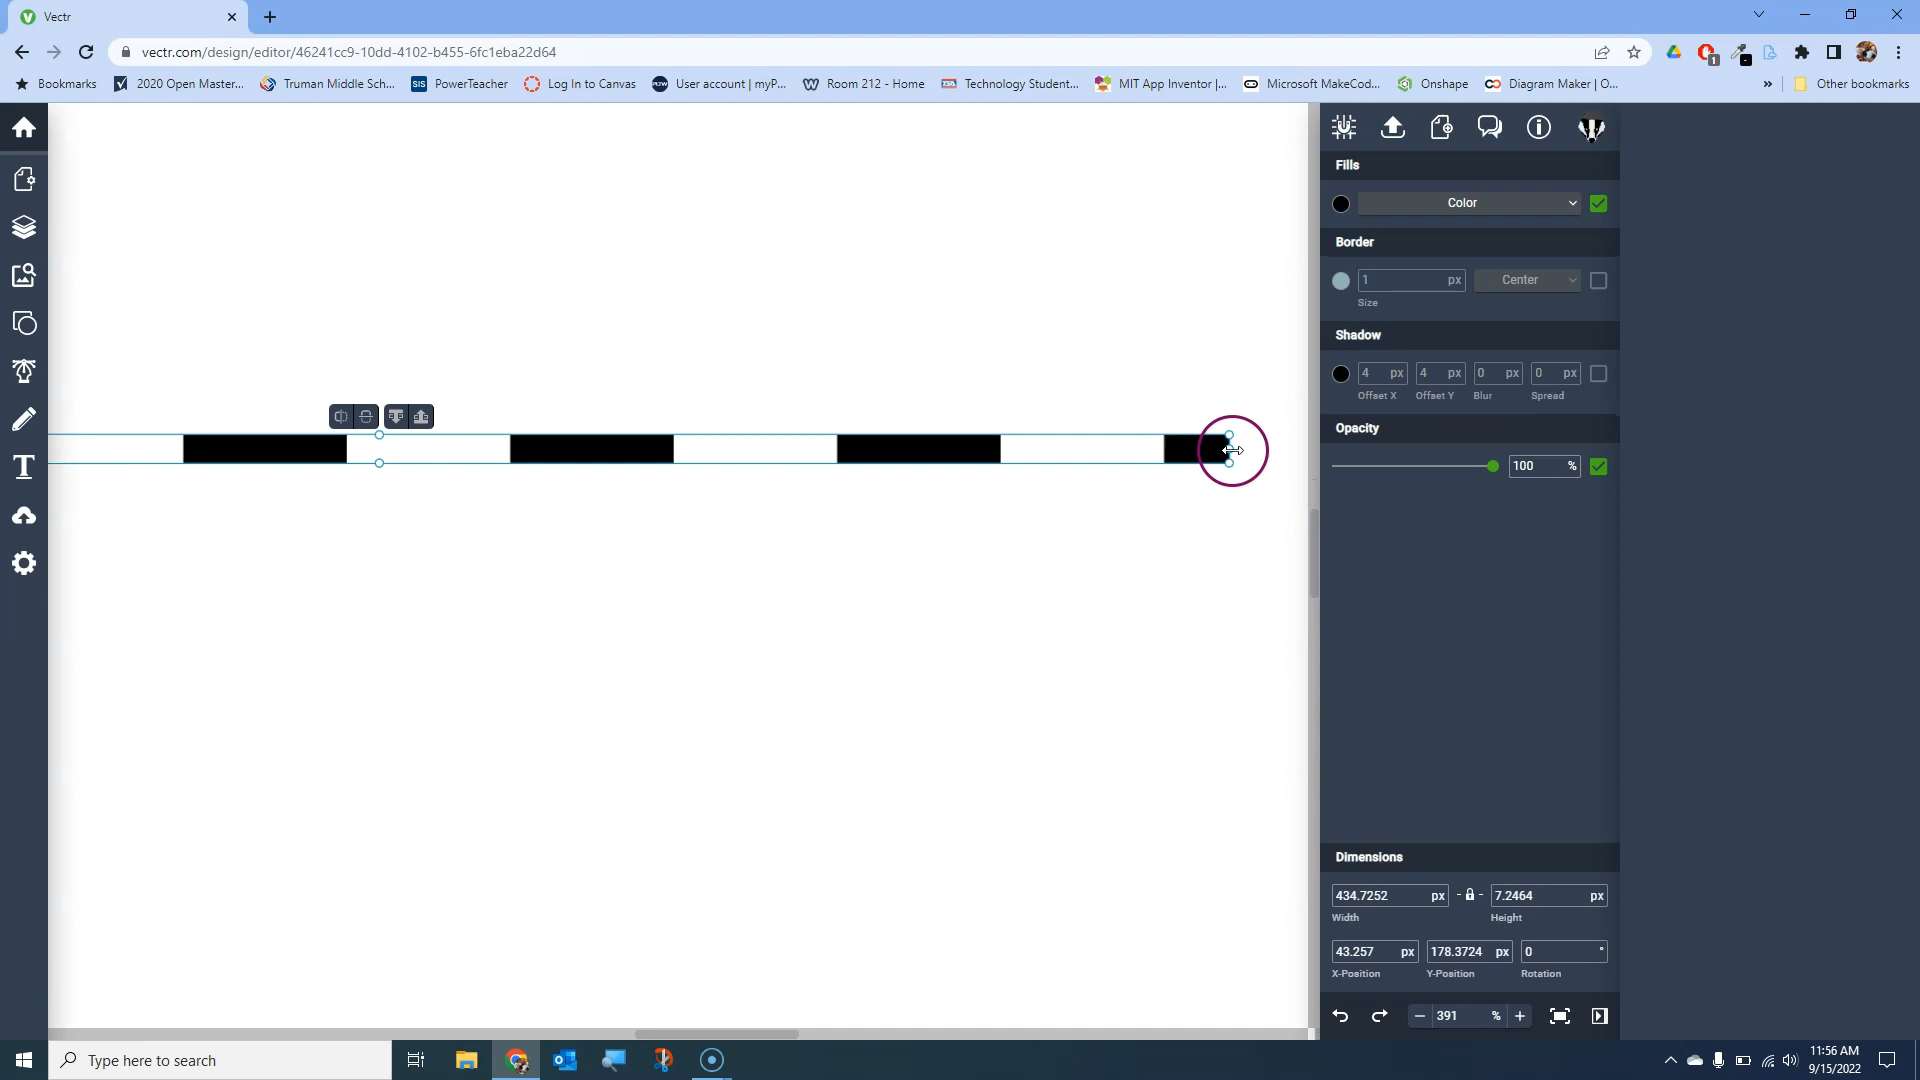 Vectr
vectr.com/design/editor/46241cc9-10dd-4102-b455-6fc1eba22d64
1
Bookmarks
2020 Open Master...
Truman Middle Sch...
SIS
PowerTeacher
Log In to Canvas
PLTW
User account | myP...
Room 212 - Home
Technology Student...
MIT App Inventor |...
Microsoft MakeCod...
Onshape
Diagram Maker | O...
»
Other bookmarks
Fills
Color
Border
1 px
Center
Size
Shadow
4 px
4 px
0 px
0 px
Offset X
Offset Y
Blur
Spread
Opacity
100 %
Dimensions
434.7252 px
7.2464 px
Width
Height
43.257 px
178.3724 px
0 °
X-Position
Y-Position
Rotation
391 %
Type here to search
11:56 AM
9/15/2022